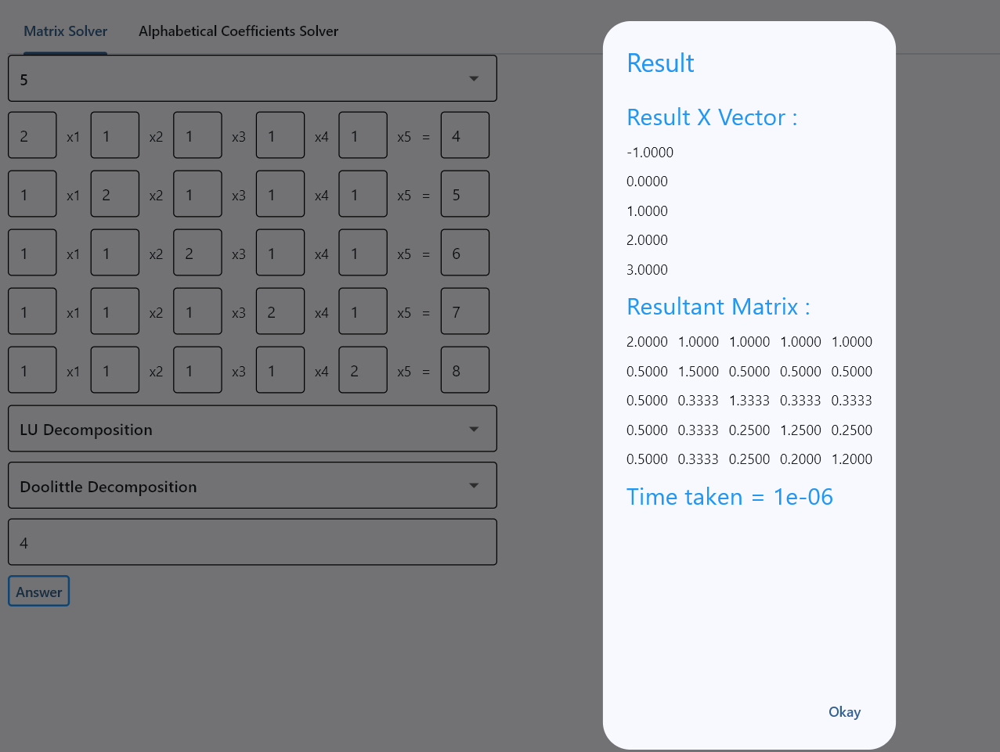 Matrix Solver Alphabetical Coefficients Solver
5
2 x1 1 x2 1 x3 1 x4 1 x5 = 4
1 x1 2 x2 1 x3 1 x4 1 x5 = 5
1 x1 1 x2 2 x3 1 x4 1 x5 = 6
1 x1 1 x2 1 x3 2 x4 1 x5 = 7
1 x1 1 x2 1 x3 1 x4 2 x5 = 8
LU Decomposition
Doolittle Decomposition
4
Answer
Result
Result X Vector :
-1.0000
0.0000
1.0000
2.0000
3.0000
Resultant Matrix :
2.0000 1.0000 1.0000 1.0000 1.0000
0.5000 1.5000 0.5000 0.5000 0.5000
0.5000 0.3333 1.3333 0.3333 0.3333
0.5000 0.3333 0.2500 1.2500 0.2500
0.5000 0.3333 0.2500 0.2000 1.2000
Time taken = 1e-06
Okay